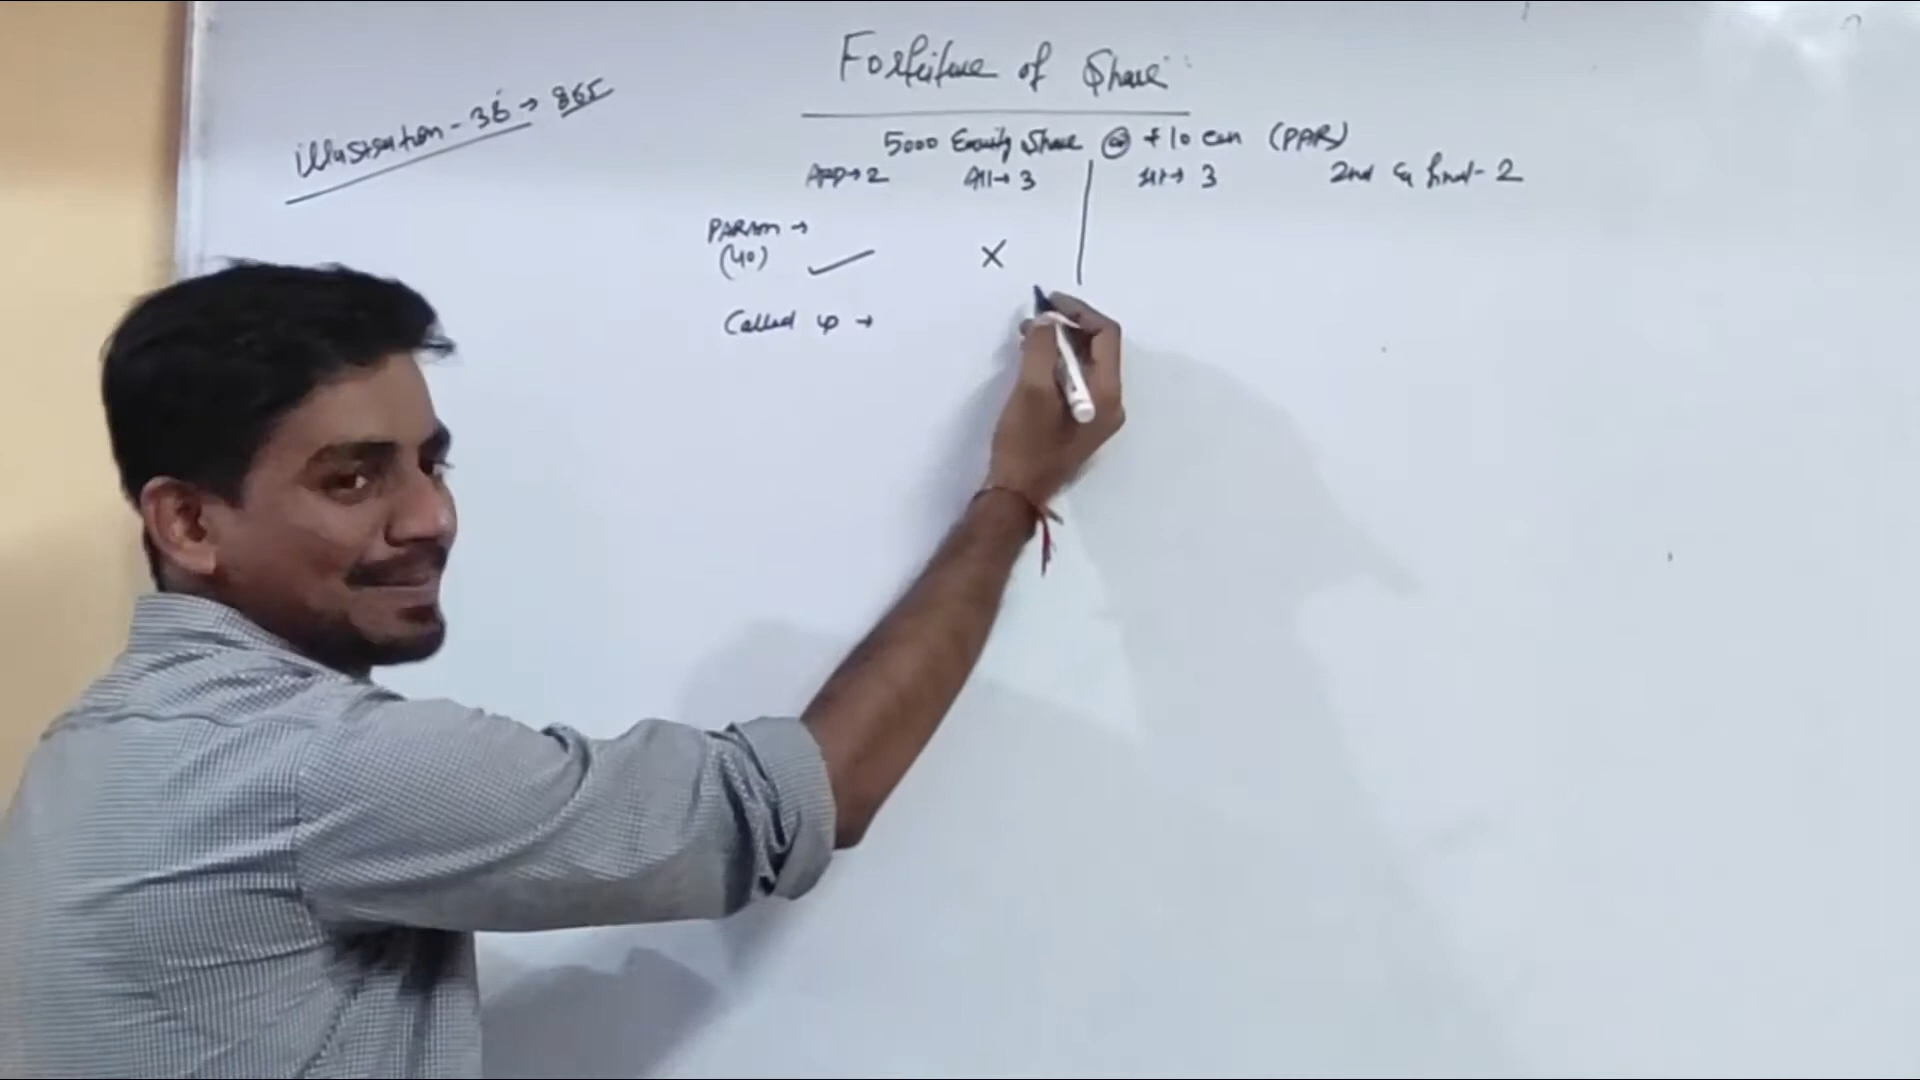 Forfeiture of Share
illustration - 36 → 865
5000 Equity Share @ ₹ 10 each (PAR)
APP → 2 All → 3 1st → 3 2nd & final - 2
PARAM →
(40) ✓ X
Called up →